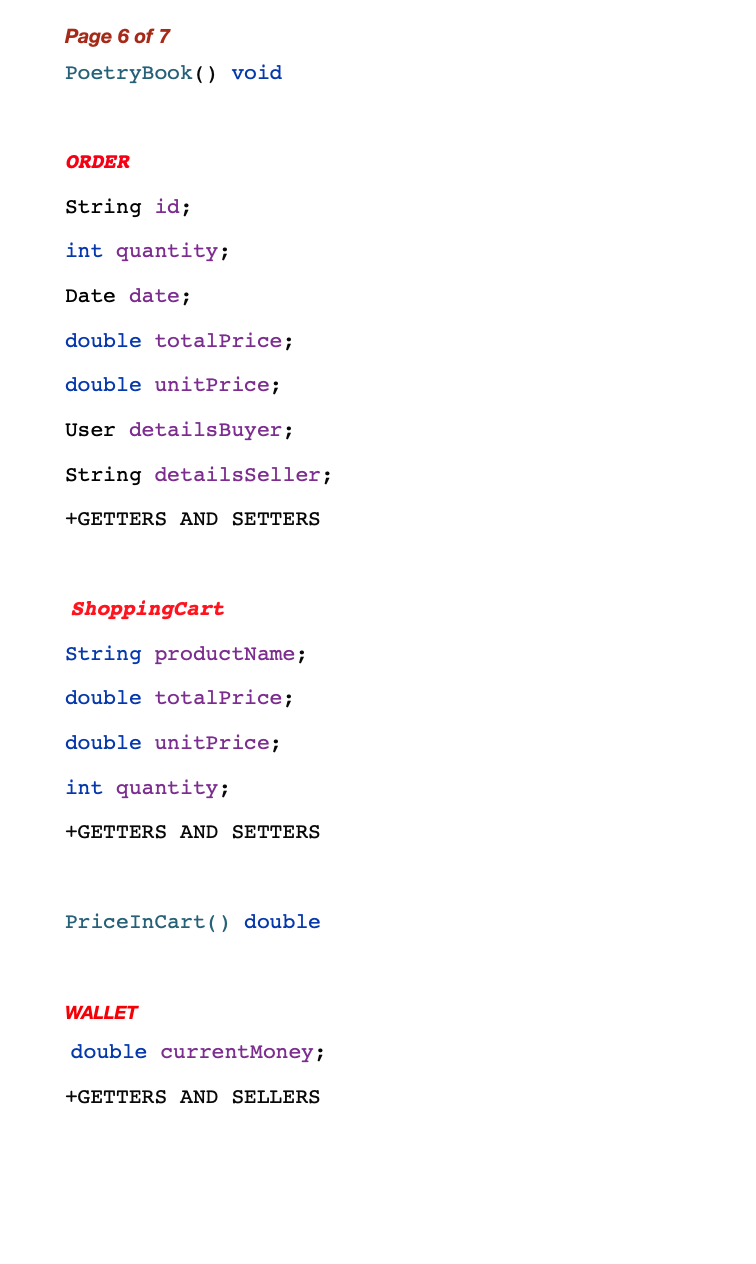 Page 6 of 7
PoetryBook() void
ORDER
String id;
int quantity;
Date date;
double totalPrice;
double unitPrice;
User detailsBuyer;
String detailsSeller;
+GETTERS AND SETTERS
ShoppingCart
String productName;
double totalPrice;
double unitPrice;
int quantity;
+GETTERS AND SETTERS
PriceInCart() double
WALLET
double currentMoney;
+GETTERS AND SELLERS